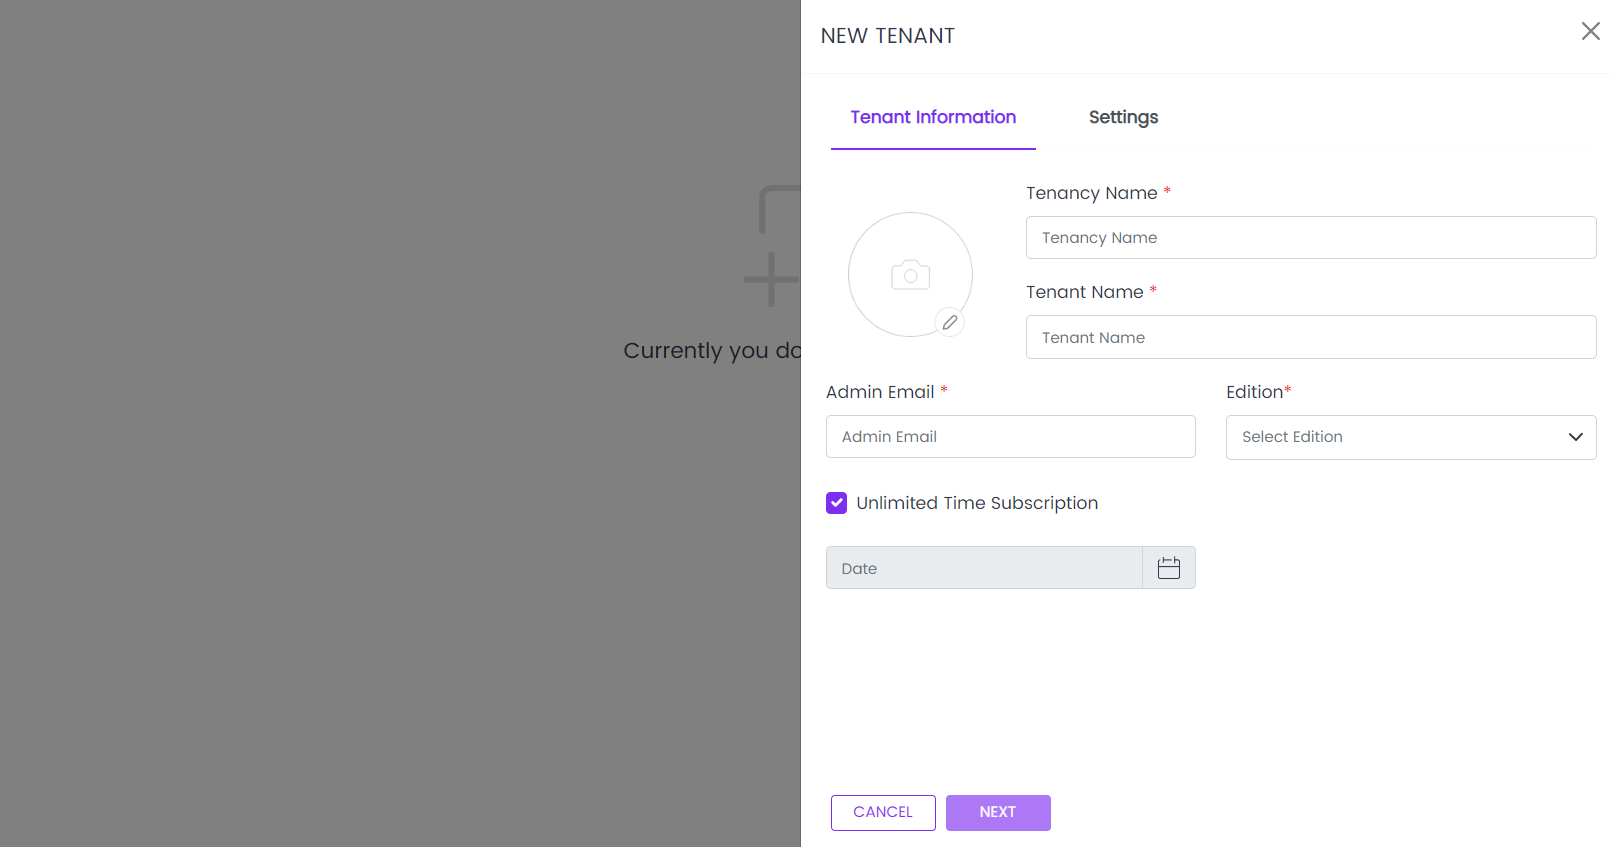 NEW TENANT
Tenant Information
Settings
Tenancy Name *
Tenancy Name
Tenant Name *
Tenant Name
Currently you do
Admin Email *
Edition*
Admin Email
Select Edition
Unlimited Time Subscription
Date
CANCEL
NEXT